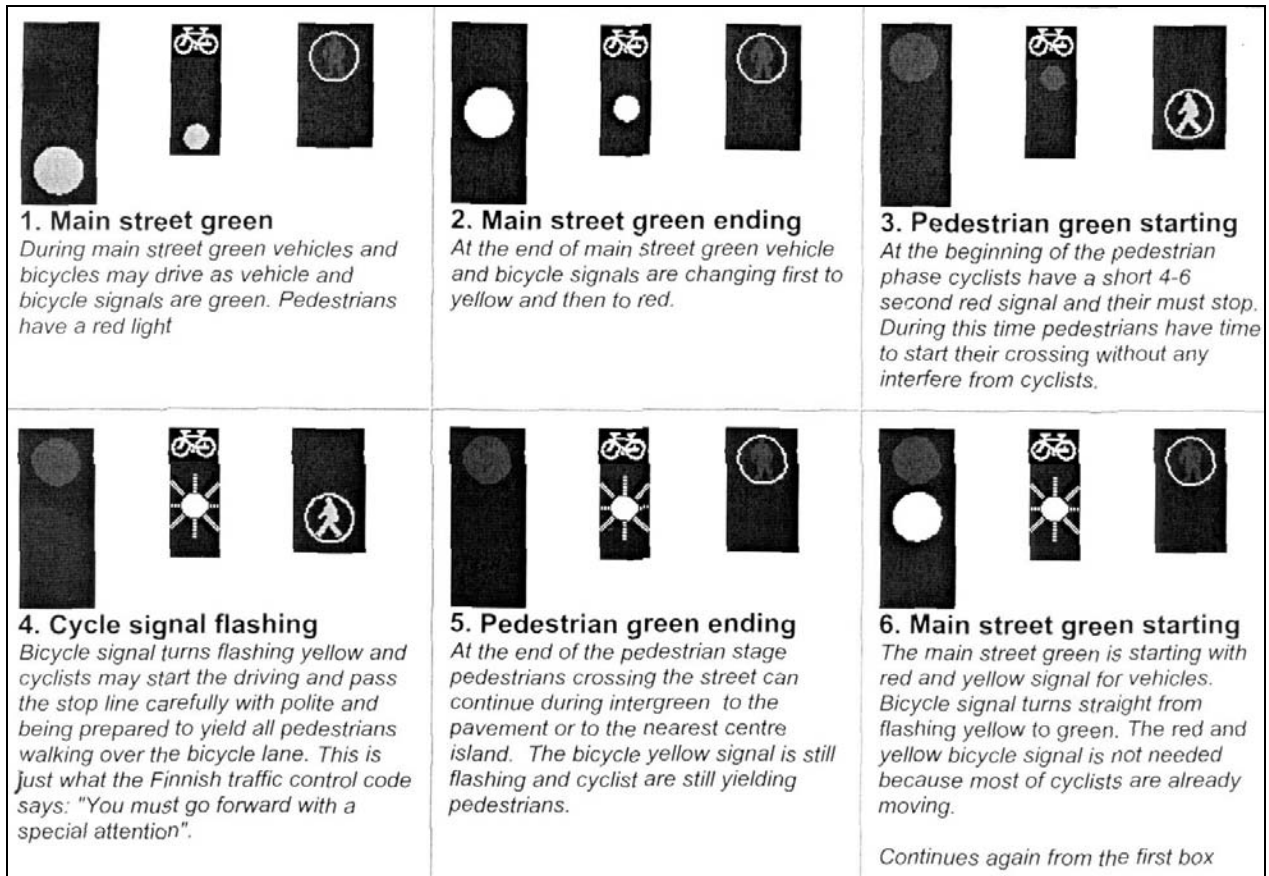 1. Main street green
During main street green vehicles and
bicycles may drive as vehicle and
bicycle signals are green. Pedestrians
have a red light
2. Main street green ending
At the end of main street green vehicle
and bicycle signals are changing first to
yellow and then to red.
3. Pedestrian green starting
At the beginning of the pedestrian
phase cyclists have a short 4-6
second red signal and their must stop.
During this time pedestrians have time
to start their crossing without any
interfere from cyclists.
4. Cycle signal flashing
Bicycle signal turns flashing yellow and
cyclists may start the driving and pass
the stop line carefully with polite and
being prepared to yield all pedestrians
walking over the bicycle lane. This is
just what the Finnish traffic control code
says: "You must go forward with a
special attention".
5. Pedestrian green ending
At the end of the pedestrian stage
pedestrians crossing the street can
continue during intergreen to the
pavement or to the nearest centre
island. The bicycle yellow signal is still
flashing and cyclist are still yielding
pedestrians.
6. Main street green starting
The main street green is starting with
red and yellow signal for vehicles.
Bicycle signal turns straight from
flashing yellow to green. The red and
yellow bicycle signal is not needed
because most of cyclists are already
moving.
Continues again from the first box